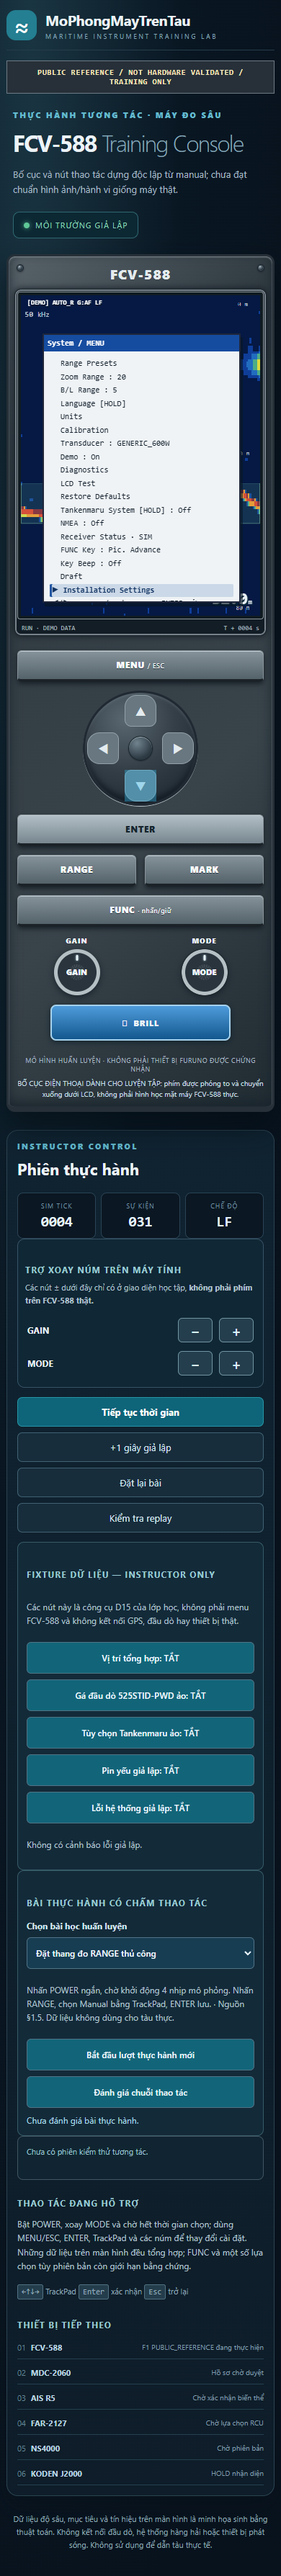 MoPhongMayTrenTau
MARITIME INSTRUMENT TRAINING LAB
PUBLIC REFERENCE / NOT HARDWARE VALIDATED /
TRAINING ONLY
THỰC HÀNH TƯƠNG TÁC · MÁY ĐO SÂU
FCV-588 Training Console
Bố cục và nút thao tác dựng độc lập từ manual; chưa đạt
chuẩn hình ảnh/hành vi giống máy thật.
MÔI TRƯỜNG GIẢ LẬP
FCV-588
[DEMO] AUTO_R G:AF LF
50 kHz
System / MENU
Range Presets
Zoom Range : 20
B/L Range : 5
Language [HOLD]
Units
Calibration
Transducer : GENERIC_600W
Demo : On
Diagnostics
LCD Test
Restore Defaults
Tankenmaru System [HOLD] : Off
NMEA : Off
Receiver Status · SIM
FUNC Key : Pic. Advance
Key Beep : Off
Draft
▶ Installation Settings
RUN · DEMO DATA
T + 0004 s
MENU / ESC
▲
◀ ▶
▼
ENTER
RANGE
MARK
FUNC · nhấn/giữ
GAIN
MODE
GAIN
MODE
BRILL
MÔ HÌNH HUẤN LUYỆN · KHÔNG PHẢI THIẾT BỊ FURUNO ĐƯỢC CHỨNG
NHẬN
BỐ CỤC ĐIỆN THOẠI DÀNH CHO LUYỆN TẬP: phím được phóng to và chuyển
xuống dưới LCD, không phải hình học mặt máy FCV-588 thực.
INSTRUCTOR CONTROL
Phiên thực hành
SIM TICK
0004
SỰ KIỆN
031
CHẾ ĐỘ
LF
TRỢ XOAY NÚM TRÊN MÁY TÍNH
Các nút ± dưới đây chỉ có ở giao diện học tập, không phải phím
trên FCV-588 thật.
GAIN − +
MODE − +
Tiếp tục thời gian
+1 giây giả lập
Đặt lại bài
Kiểm tra replay
FIXTURE DỮ LIỆU — INSTRUCTOR ONLY
Các nút này là công cụ D15 của lớp học, không phải menu
FCV-588 và không kết nối GPS, đầu dò hay thiết bị thật.
Vị trí tổng hợp: TẮT
Gá đầu dò 525STID-PWD ảo: TẮT
Tùy chọn Tankenmaru ảo: TẮT
Pin yếu giả lập: TẮT
Lỗi hệ thống giả lập: TẮT
Không có cảnh báo lỗi giả lập.
BÀI THỰC HÀNH CÓ CHẤM THAO TÁC
Chọn bài học huấn luyện
Đặt thang đo RANGE thủ công
Nhấn POWER ngắn, chờ khởi động 4 nhịp mô phỏng. Nhấn
RANGE, chọn Manual bằng TrackPad, ENTER lưu. · Nguồn
§1.5. Dữ liệu không dùng cho tàu thực.
Bắt đầu lượt thực hành mới
Đánh giá chuỗi thao tác
Chưa đánh giá bài thực hành.
Chưa có phiên kiểm thử tương tác.
THAO TÁC ĐANG HỖ TRỢ
Bật POWER, xoay MODE và chờ hết thời gian chọn; dùng
MENU/ESC, ENTER, TrackPad và các núm để thay đổi cài đặt.
Những dữ liệu trên màn hình đều tổng hợp; FUNC và một số lựa
chọn tùy phiên bản còn giới hạn bằng chứng.
←↑↓→ TrackPad Enter xác nhận Esc trở lại
THIẾT BỊ TIẾP THEO
01 FCV-588 F1 PUBLIC_REFERENCE đang thực hiện
02 MDC-2060 Hồ sơ chờ duyệt
03 AIS R5 Chờ xác nhận biến thể
04 FAR-2127 Chờ lựa chọn RCU
05 NS4000 Chờ phiên bản
06 KODEN J2000 HOLD nhận diện
Dữ liệu độ sâu, mục tiêu và tín hiệu trên màn hình là minh họa sinh bằng
thuật toán. Không kết nối đầu dò, hệ thống hàng hải hoặc thiết bị phát
sóng. Không sử dụng để dẫn tàu thực tế.